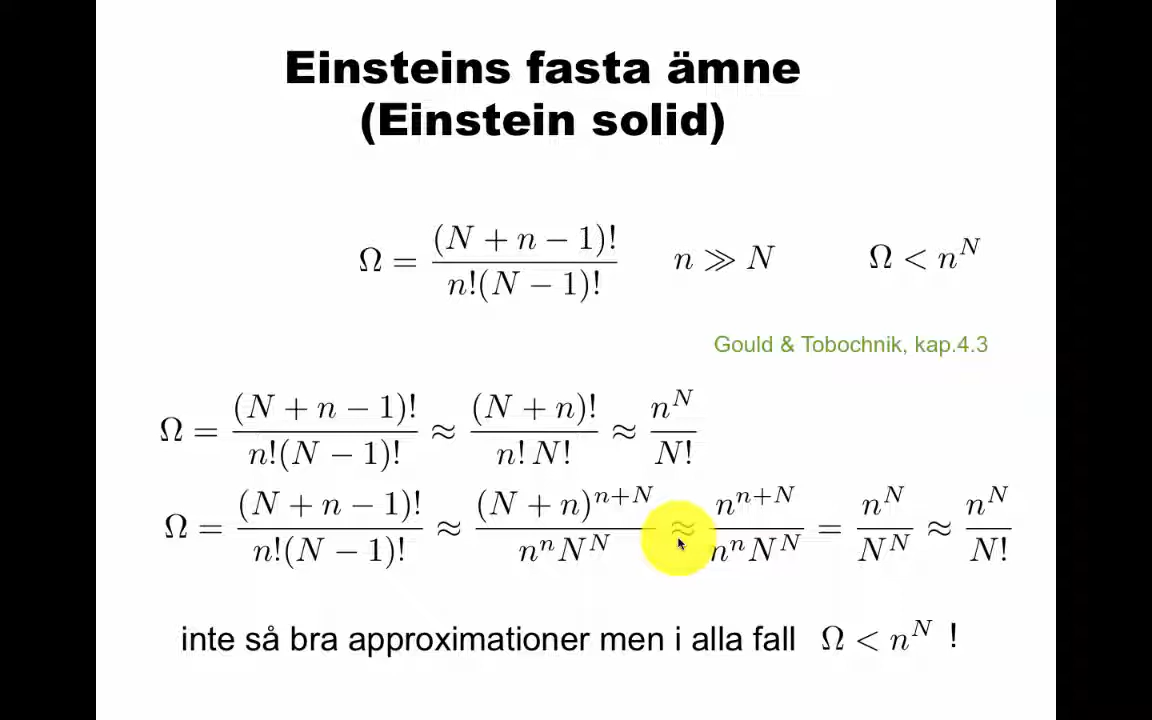 Einsteins fasta ämne
(Einstein solid)
Ω = (N + n − 1)! / n!(N − 1)!    n ≫ N    Ω < n^N
Gould & Tobochnik, kap.4.3
Ω = (N + n − 1)! / n!(N − 1)! ≈ (N + n)! / n! N! ≈ n^N / N!
Ω = (N + n − 1)! / n!(N − 1)! ≈ (N + n)^{n+N} / n^n N^N ≈ n^{n+N} / n^n N^N = n^N / N^N ≈ n^N / N!
inte så bra approximationer men i alla fall Ω < n^N !